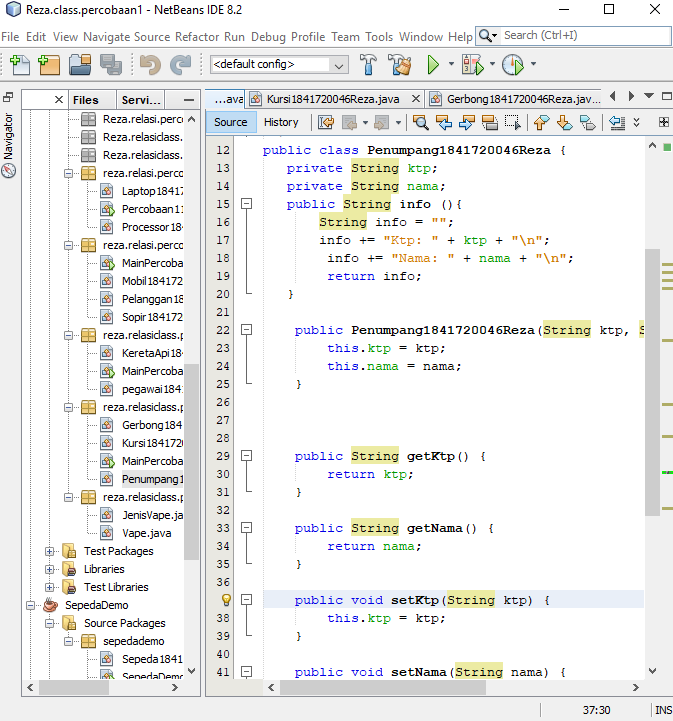 Reza.class.percobaan1 - NetBeans IDE 8.2
File Edit View Navigate Source Refactor Run Debug Profile Team Tools Window Help
Search (Ctrl+I)
<default config>
Files Servi...
...ava Kursi1841720046Reza.java Gerbong1841720046Reza.jav...
Navigator
Source History
Reza.relasi.perco
Reza.relasiclass.
Reza.relasiclass.
reza.relasi.perco
Laptop18417
Percobaan11
Processor184
reza.relasi.perco
MainPercoba
Mobil184172
Pelanggan18
Sopir184172
reza.relasiclass.p
KeretaApi184
MainPercoba
pegawai184
reza.relasiclass.p
Gerbong184
Kursi184172
MainPercoba
Penumpang1
reza.relasiclass.p
JenisVape.ja
Vape.java
Test Packages
Libraries
Test Libraries
SepedaDemo
Source Packages
sepedademo
Sepeda1841
SepedaDemo
12 public class Penumpang1841720046Reza {
13 private String ktp;
14 private String nama;
15 public String info (){
16 String info = "";
17 info += "Ktp: " + ktp + "\n";
18 info += "Nama: " + nama + "\n";
19 return info;
20 }
21
22 public Penumpang1841720046Reza(String ktp, S
23 this.ktp = ktp;
24 this.nama = nama;
25 }
26
27
28
29 public String getKtp() {
30 return ktp;
31 }
32
33 public String getNama() {
34 return nama;
35 }
36
public void setKtp(String ktp) {
38 this.ktp = ktp;
39 }
40
41 public void setNama(String nama) {
37:30 INS